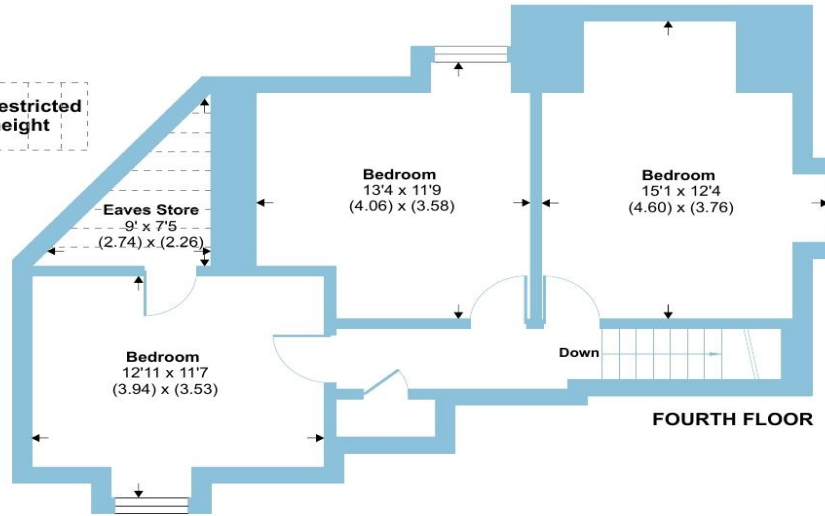 estricted
eight
Bedroom
13'4 x 11'9
(4.06) x (3.58)
Bedroom
15'1 x 12'4
(4.60) x (3.76)
Eaves Store
9' x 7'5
(2.74) x (2.26)
Bedroom
12'11 x 11'7
(3.94) x (3.53)
Down
FOURTH FLOOR